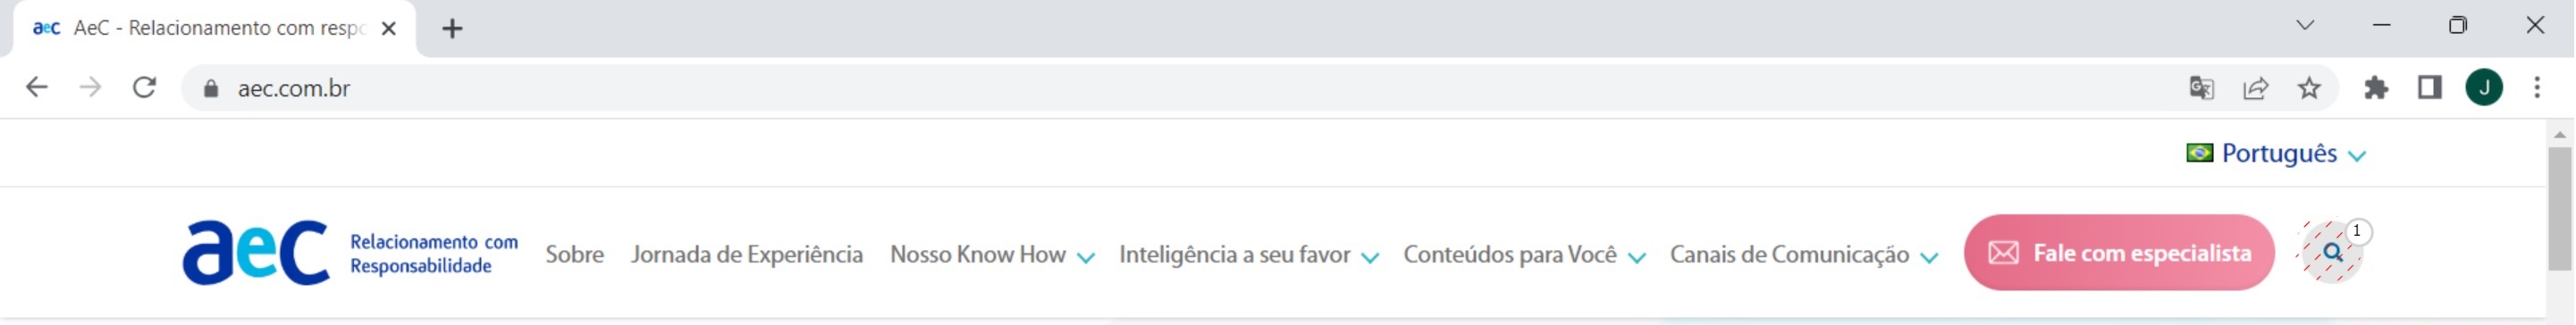 aec AeC - Relacionamento com respo
aec.com.br
J
Português
aeC Relacionamento com
Responsabilidade
Sobre Jornada de Experiência Nosso Know How Inteligência a seu favor Conteúdos para Você Canais de Comunicação Fale com especialista 1